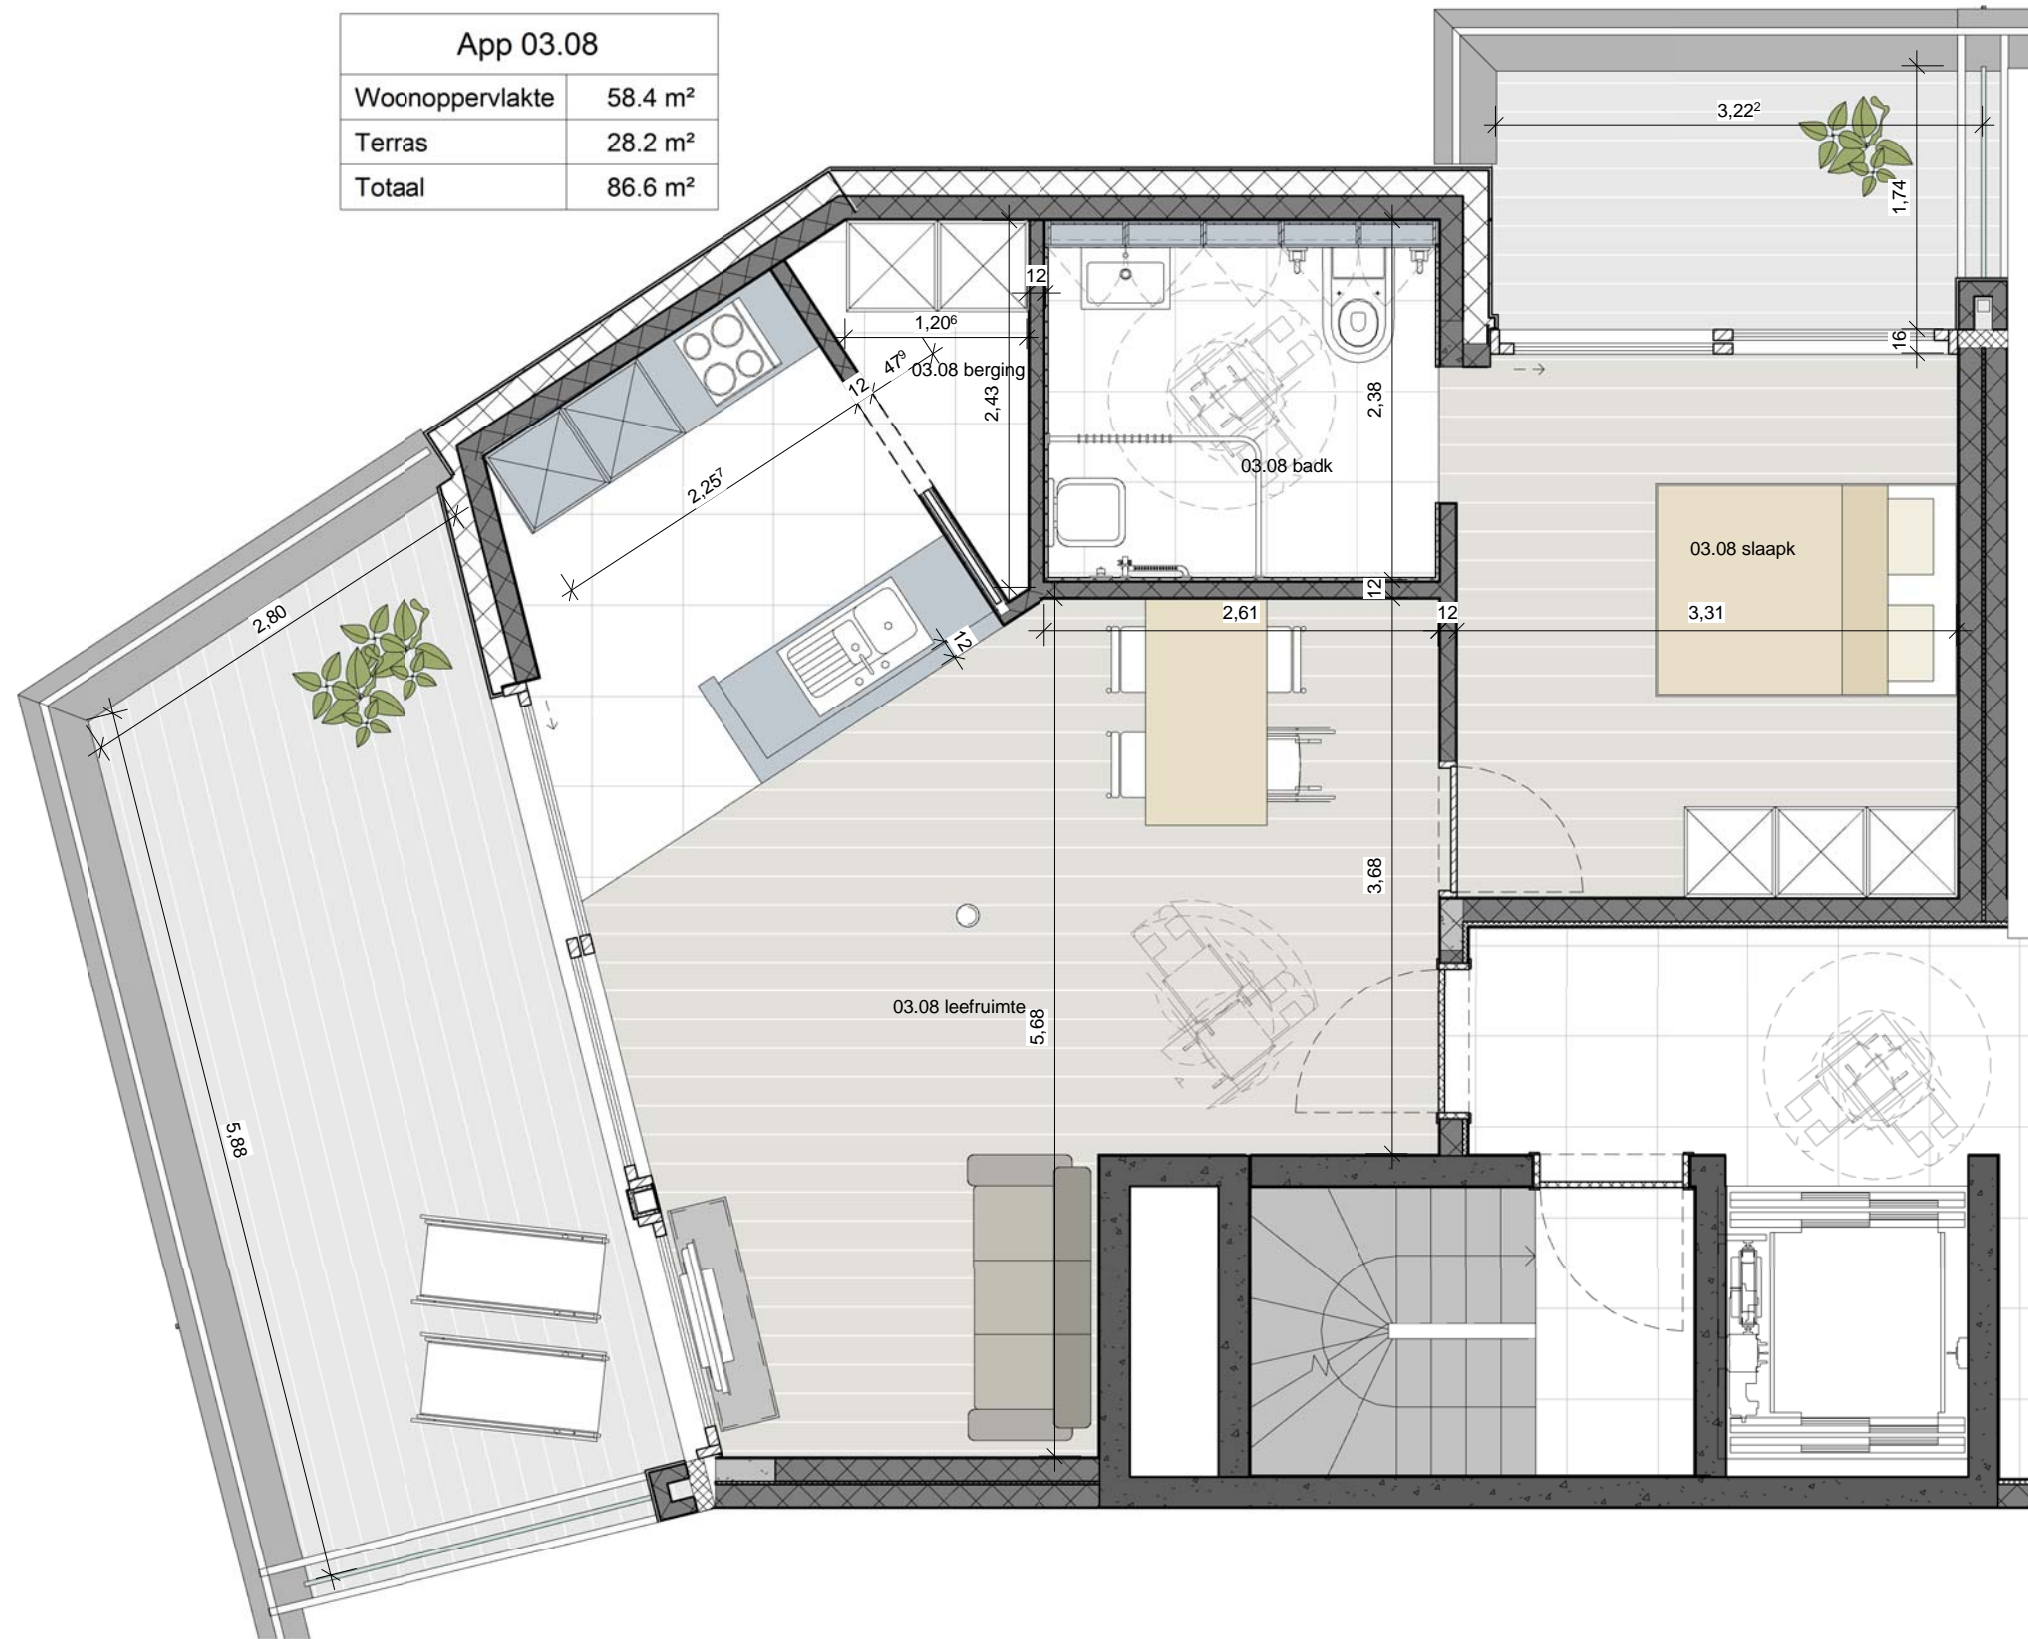 App 03.08
Woonoppervlakte 58.4 m²
Terras 28.2 m²
Totaal 86.6 m²
3,22²
1,74
16
12
1,20⁶
47⁹
03.08 berging
12
2,43
2,38
2,25⁷
03.08 badk
03.08 slaapk
2,80
12
12
2,61
12
3,31
3,68
03.08 leefruimte
5,68
5,88